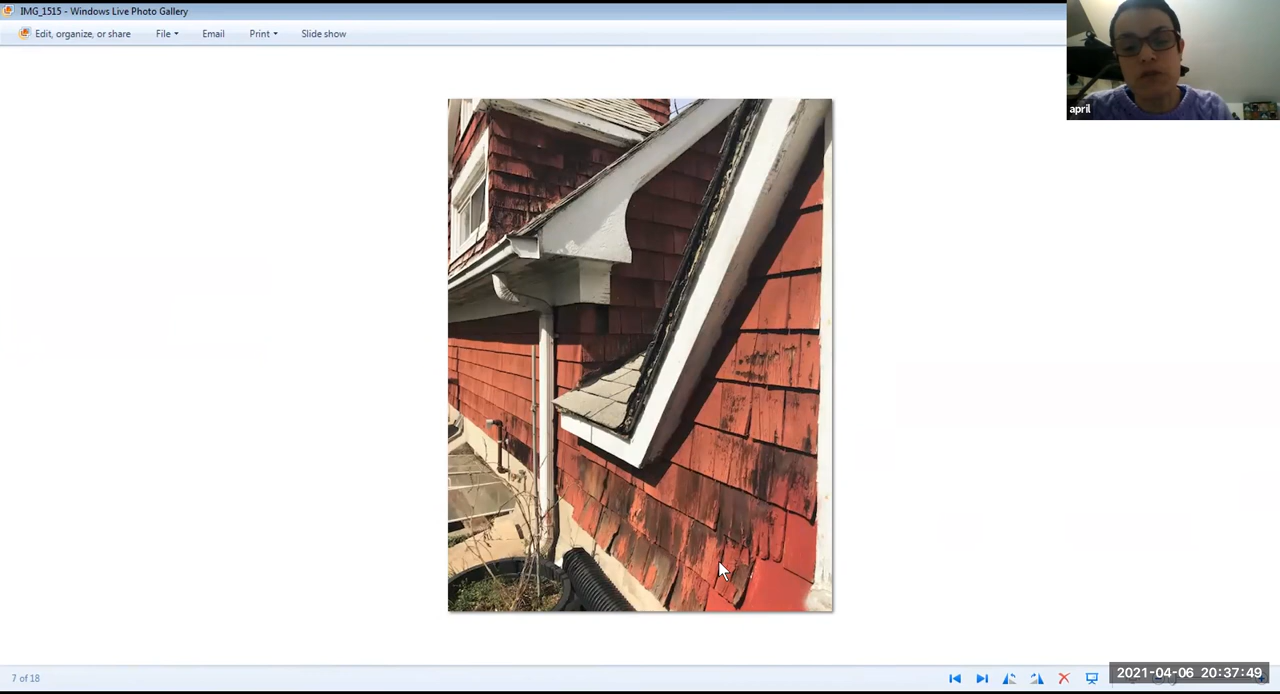 IMG_1515 - Windows Live Photo Gallery
Edit, organize, or share File Email Print Slide show
april
7 of 18
2021-04-06 20:37:49